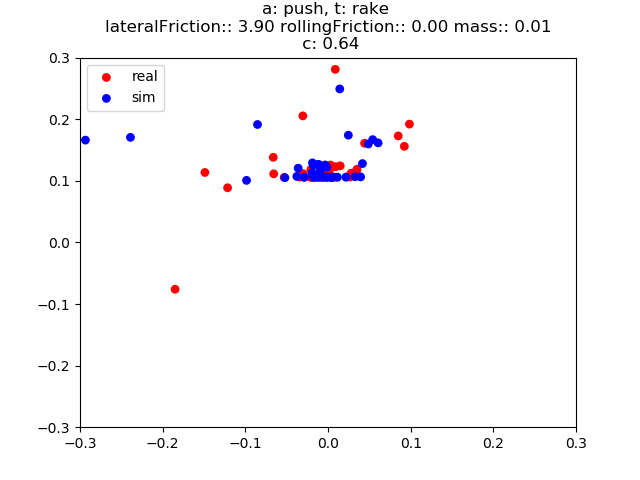 a: push, t: rake
lateralFriction:: 3.90 rollingFriction:: 0.00 mass:: 0.01
c: 0.64
real
sim
0.3
0.2
0.1
0.0
−0.1
−0.2
−0.3
−0.3 −0.2 −0.1 0.0 0.1 0.2 0.3